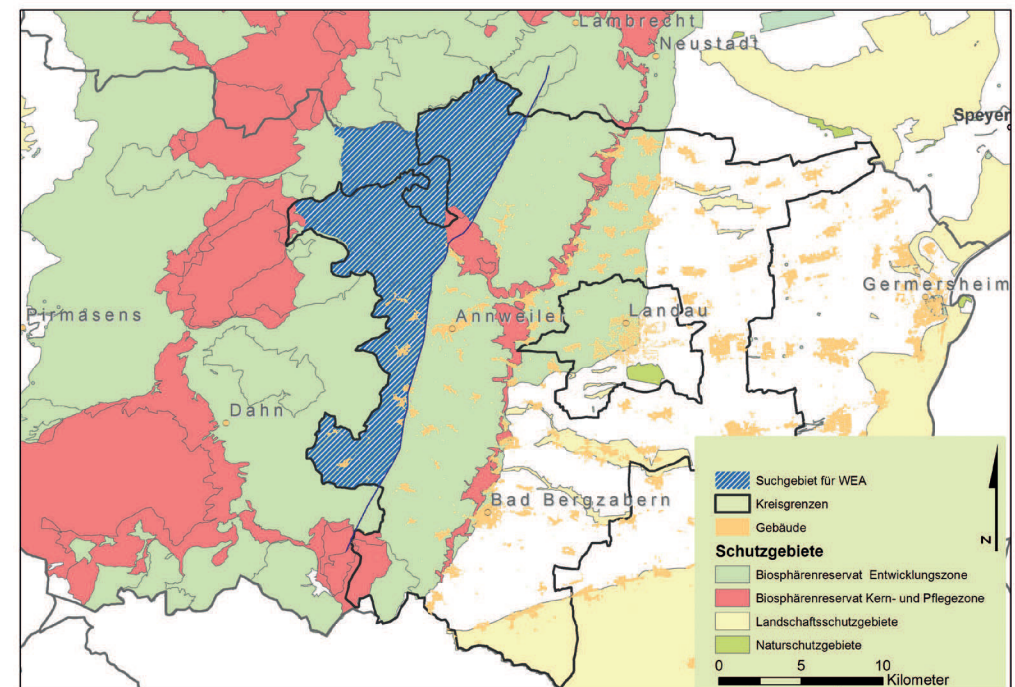 Lambrecht
Neustadt
Speyer
Germersheim
Pirmasens
Annweiler
Landau
Dahn
Bad Bergzabern
Suchgebiet für WEA
Kreisgrenzen
Gebäude
Schutzgebiete
Biosphärenreservat Entwicklungszone
Biosphärenreservat Kern- und Pflegezone
Landschaftsschutzgebiete
Naturschutzgebiete
N
0 5 10
Kilometer